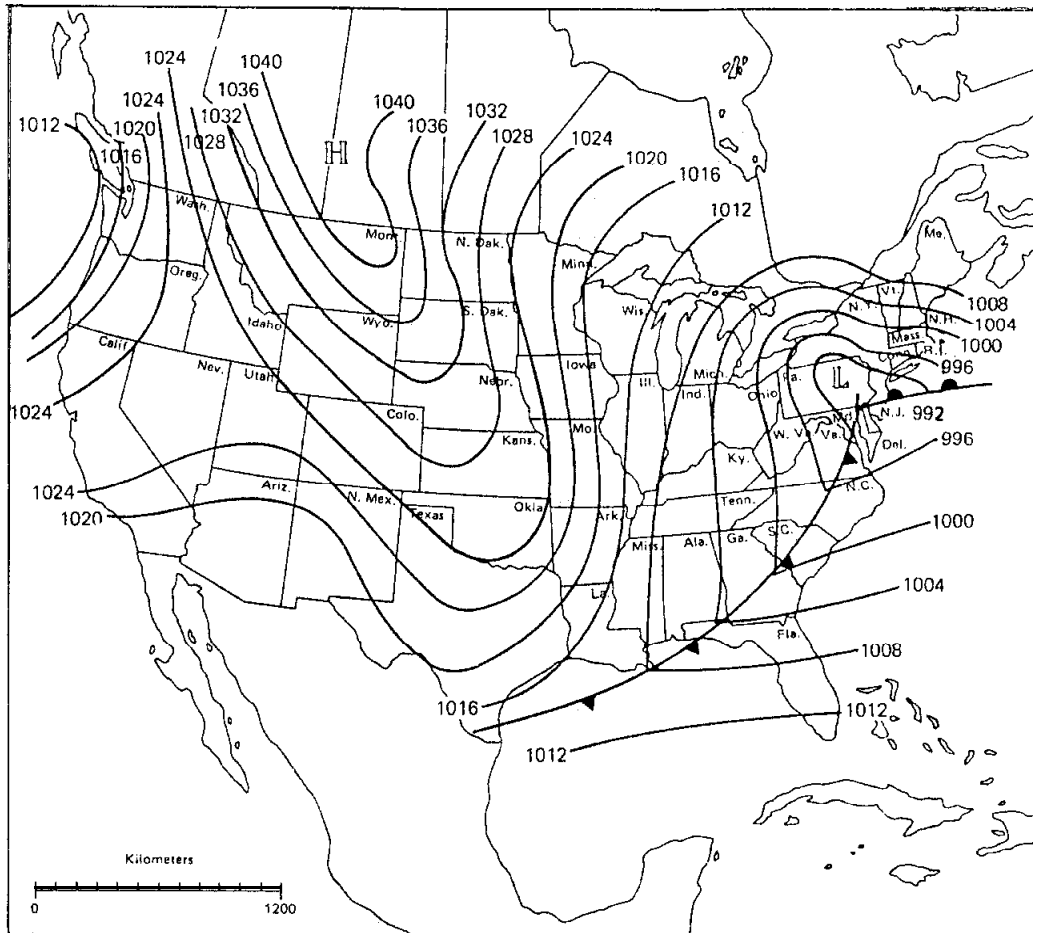 1024
1040
1024
1036
1040
1032
1012
1020
1032
1036
1016
1028
1028
1024
1020
1016
H
1012
Wash.
Mon.
N. Dak.
Me.
Minn.
Oreg.
Vt.
N.Y.
1008
Idaho
Wyo.
S. Dak.
Wis.
N.H.
1004
Mass.
1000
Calif.
Conn.
R.I.
Nev.
Utah
Nebr.
Iowa
Ill.
Mich.
Pa.
L
996
Ind.
Ohio
1024
Colo.
Mo.
N.J.
992
Kans.
W. Va.
Va.
Del.
996
Ky.
1024
Ariz.
N. Mex.
N.C.
1020
Texas
Okla.
Ark.
Tenn.
1000
Miss.
Ala.
Ga.
S.C.
La.
1004
Fla.
1008
1016
1012
1012
Kilometers
0
1200